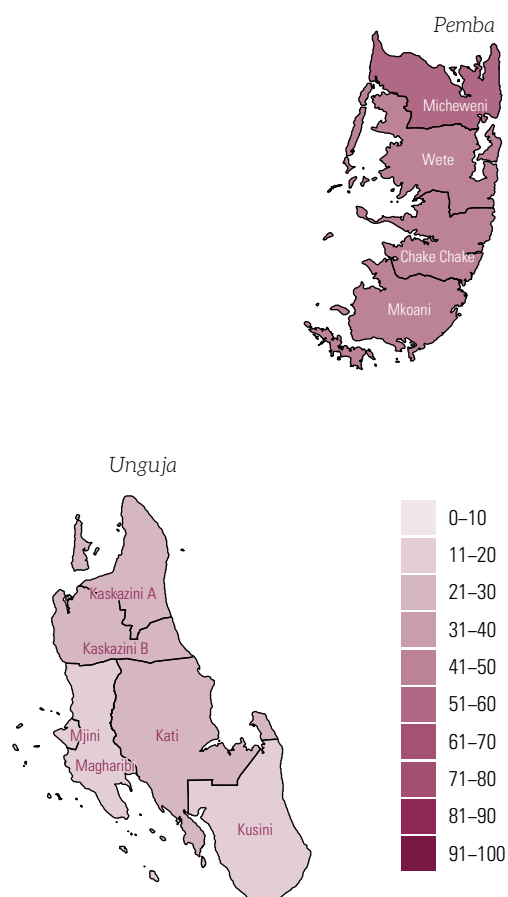 Pemba
Micheweni
Wete
Chake Chake
Mkoani
Unguja
Kaskazini A
Kaskazini B
Mjini
Kati
Magharibi
Kusini
0–10
11–20
21–30
31–40
41–50
51–60
61–70
71–80
81–90
91–100